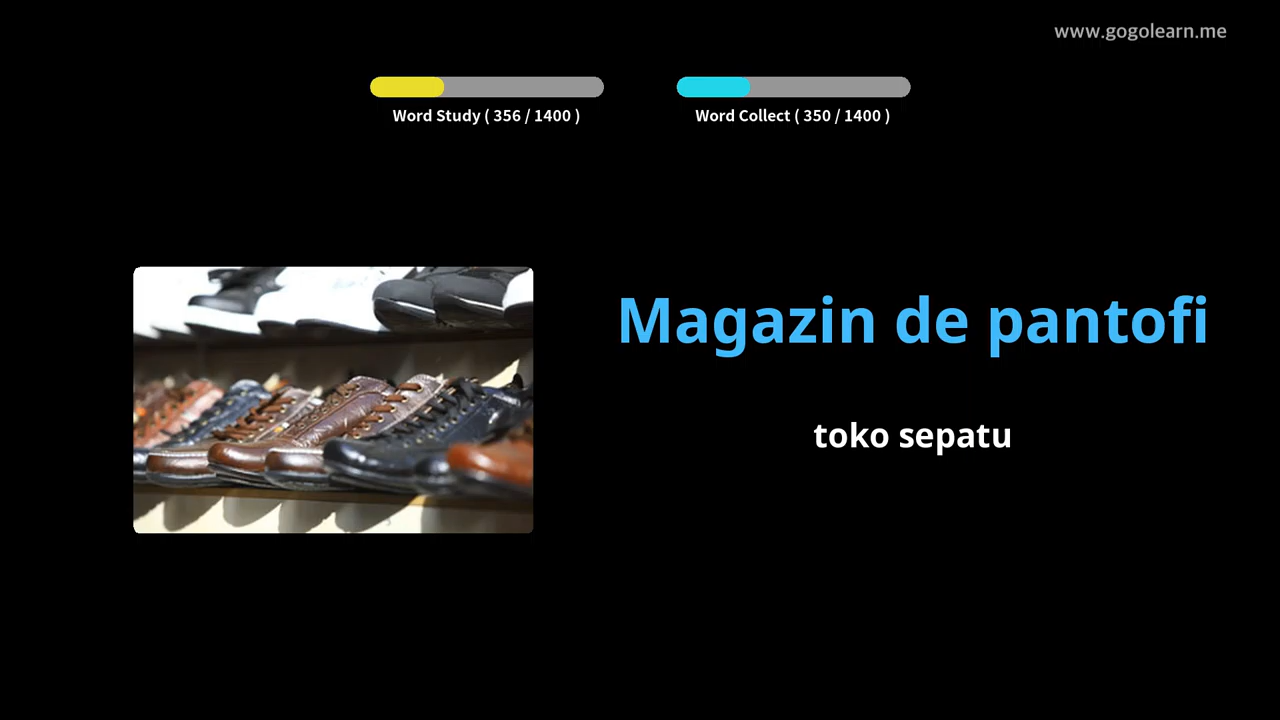 www.gogolearn.me
Word Study ( 356 / 1400 )
Word Collect ( 350 / 1400 )
Magazin de pantofi
toko sepatu